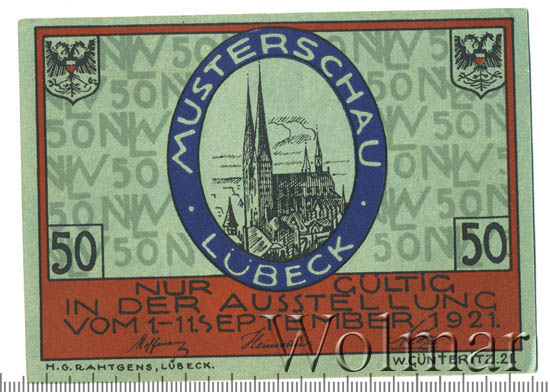 MUSTERSCHAU
LÜBECK
50
50
NUR GÜLTIG
IN DER AUSSTELLUNG
VOM 1.-11.SEPTEMBER 1921.
H.G. RAHTGENS, LÜBECK.
W.GÜNTERITZ.21.
Wolmar